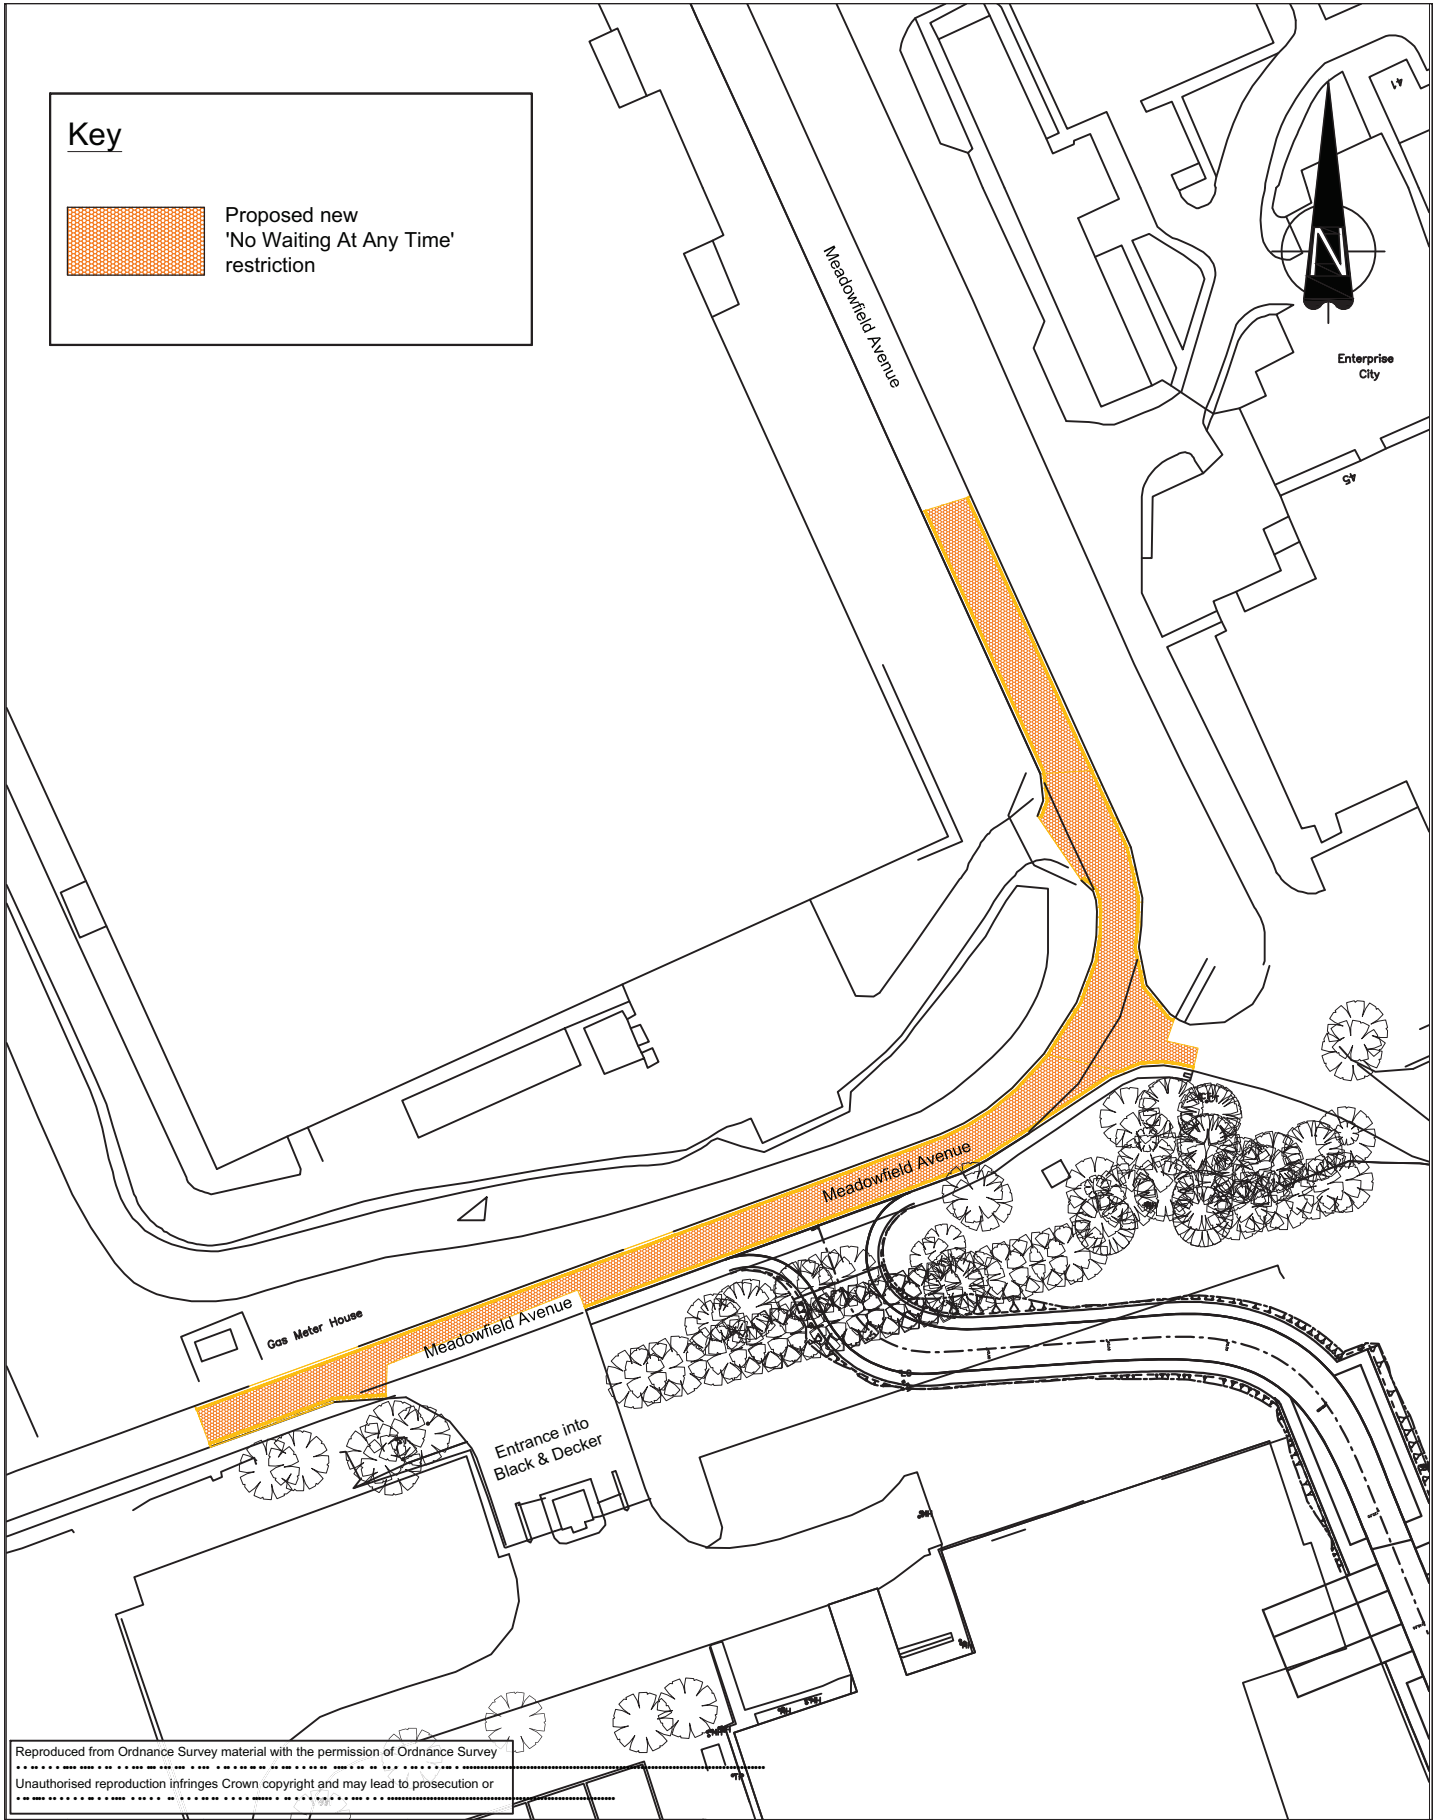 Key
Proposed new
'No Waiting At Any Time'
restriction
Meadowfield Avenue
N
41
Enterprise
City
45
Meadowfield Avenue
Gas Meter House
Meadowfield Avenue
Entrance into
Black & Decker
Reproduced from Ordnance Survey material with the permission of Ordnance Survey
Unauthorised reproduction infringes Crown copyright and may lead to prosecution or